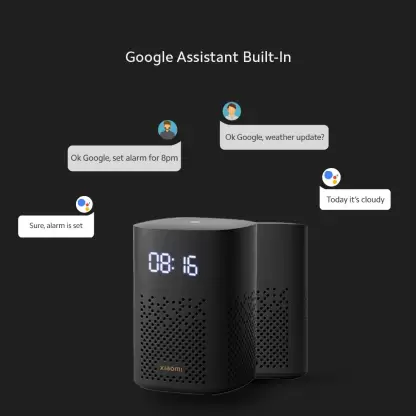 Google Assistant Built-In
Ok Google, weather update?
Ok Google, set alarm for 8pm
Today it's cloudy
Sure, alarm is set
08:16
xiaomi